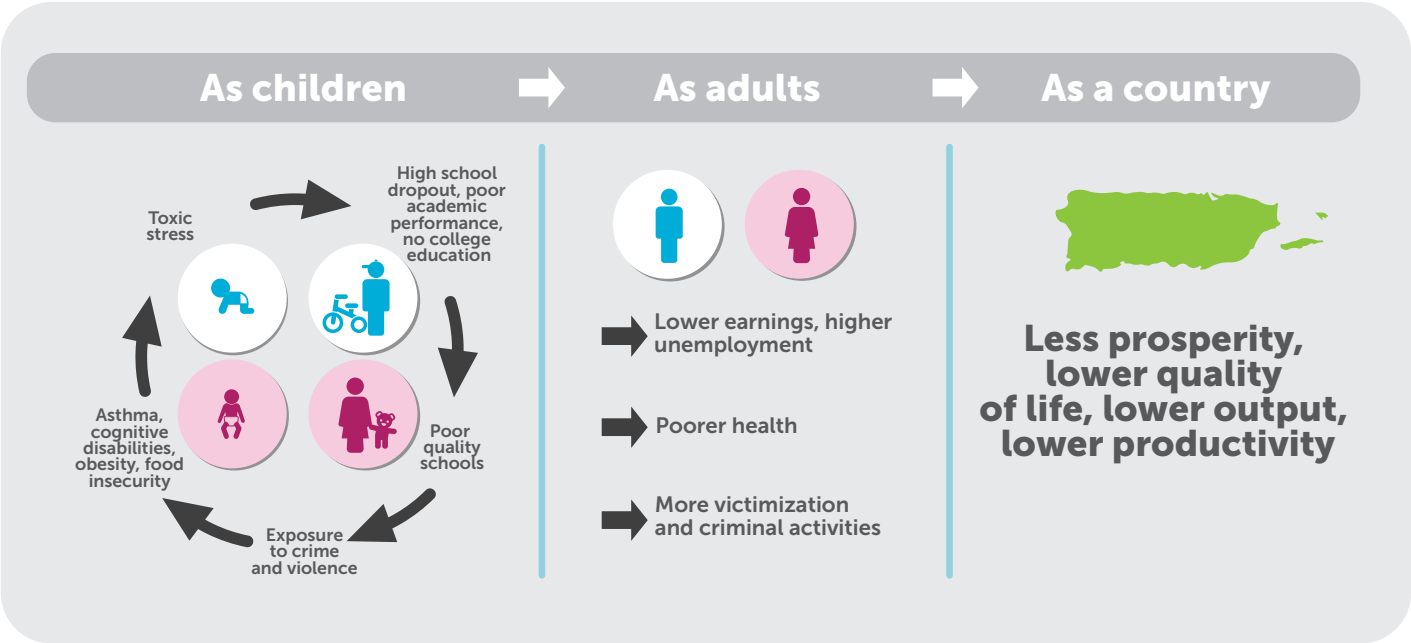 As children
As adults
As a country
Toxic
stress
High school
dropout, poor
academic
performance,
no college
education
Poor
quality
schools
Exposure
to crime
and violence
Asthma,
cognitive
disabilities,
obesity, food
insecurity
Lower earnings, higher
unemployment
Poorer health
More victimization
and criminal activities
Less prosperity,
lower quality
of life, lower output,
lower productivity